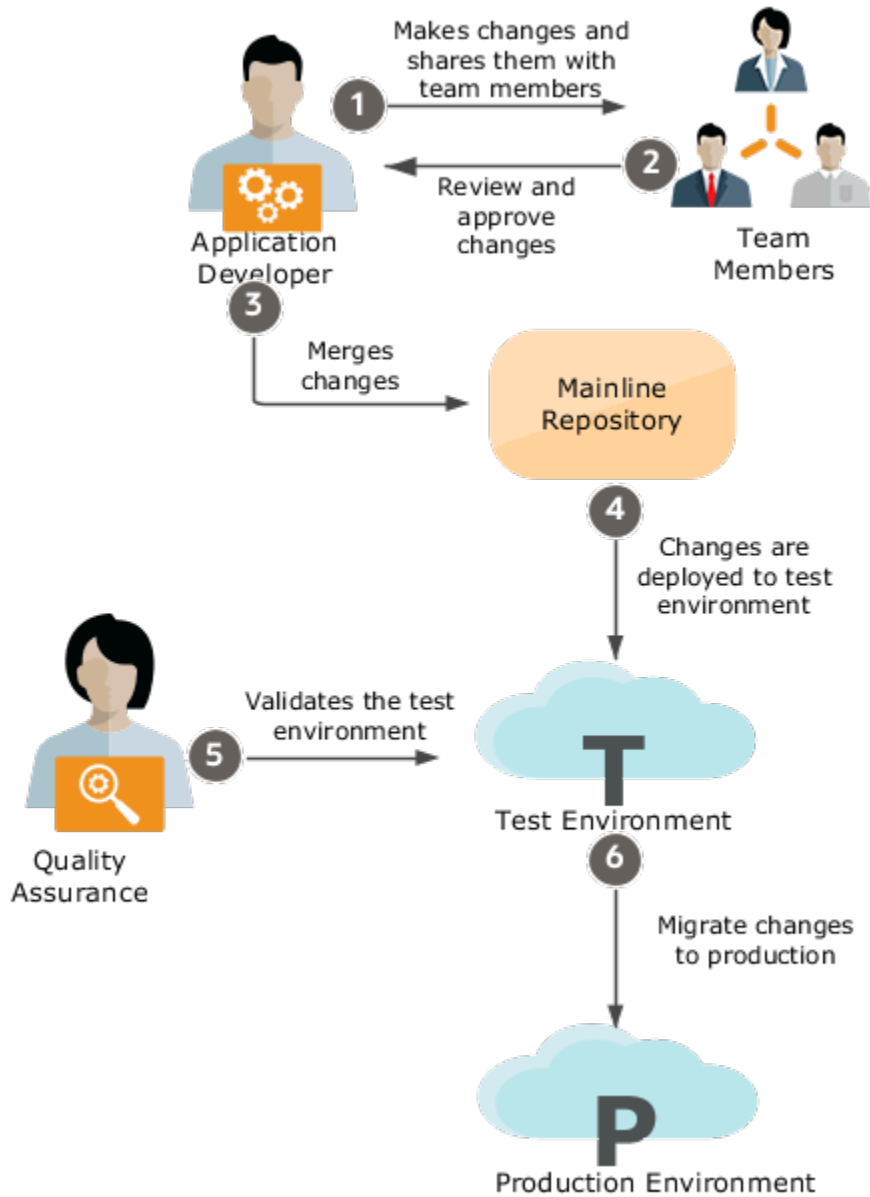 Makes changes and
shares them with
team members
1
2
Review and
approve
changes
Application
Developer
Team
Members
3
Merges
changes
Mainline
Repository
4
Changes are
deployed to test
environment
Validates the test
environment
5
T
Test Environment
Quality
Assurance
6
Migrate changes
to production
P
Production Environment